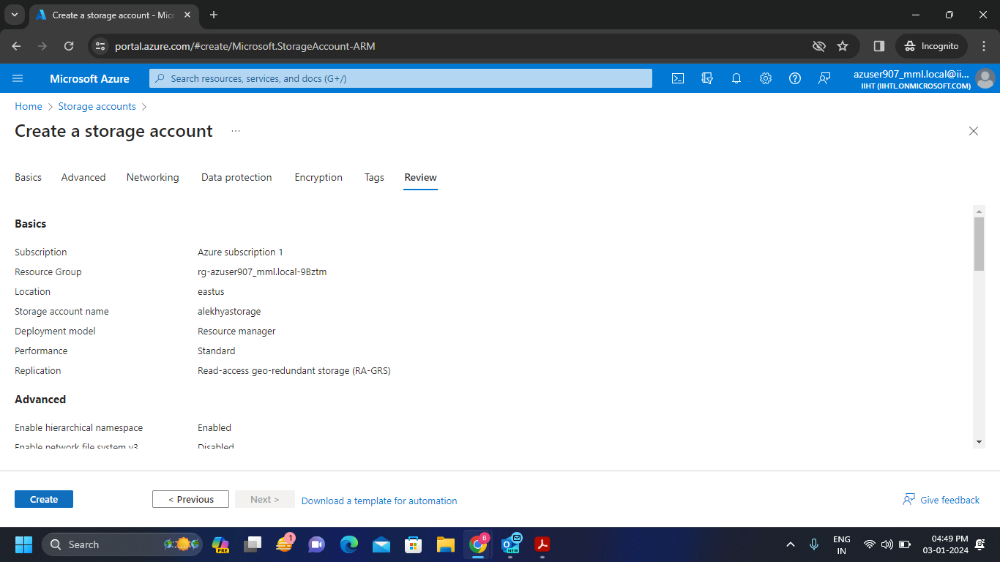 Create a storage account - Micr
portal.azure.com/#create/Microsoft.StorageAccount-ARM
Incognito
Microsoft Azure
Search resources, services, and docs (G+/)
azuser907_mml.local@ii...
IIHT (IIHTL.ONMICROSOFT.COM)
Home > Storage accounts >
Create a storage account ...
Basics Advanced Networking Data protection Encryption Tags Review
Basics
Subscription Azure subscription 1
Resource Group rg-azuser907_mml.local-9Bztm
Location eastus
Storage account name alekhyastorage
Deployment model Resource manager
Performance Standard
Replication Read-access geo-redundant storage (RA-GRS)
Advanced
Enable hierarchical namespace Enabled
Enable network file system v3 Disabled
Create < Previous Next > Download a template for automation Give feedback
Search PRE 1 8 NEW
ENG
IN
04:49 PM
03-01-2024